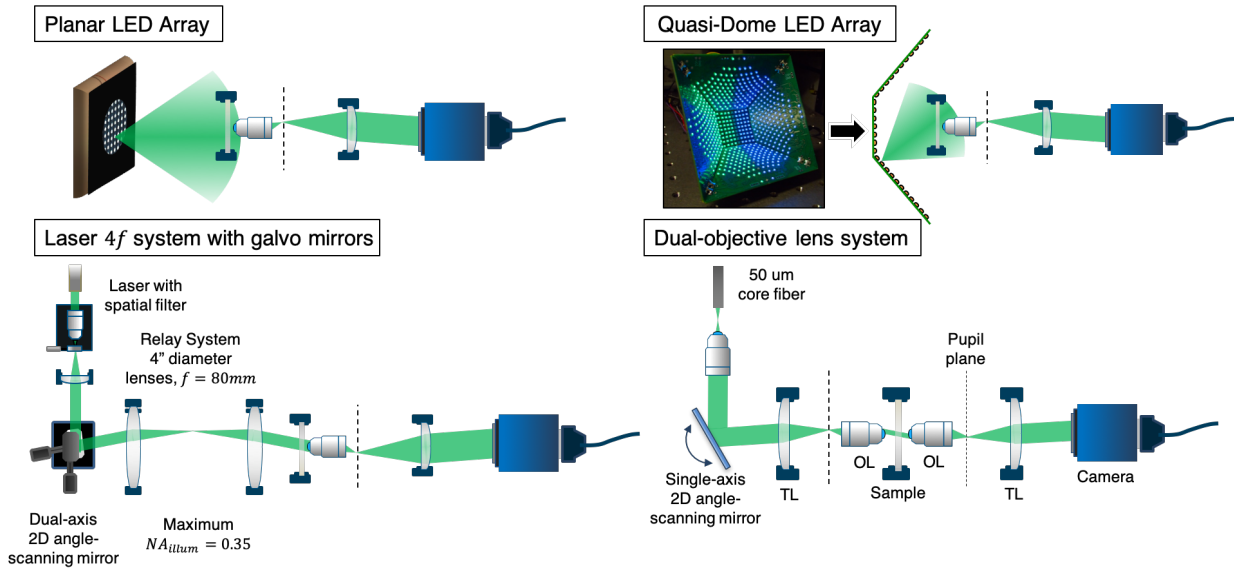 Planar LED Array
Quasi-Dome LED Array
Laser 4f system with galvo mirrors
Laser with
spatial filter
Relay System
4” diameter
lenses, f = 80mm
Dual-axis
2D angle-
scanning mirror
Maximum
NAillum = 0.35
Dual-objective lens system
50 um
core fiber
Pupil
plane
Single-axis
2D angle-
scanning mirror
TL
OL
OL
Sample
TL
Camera